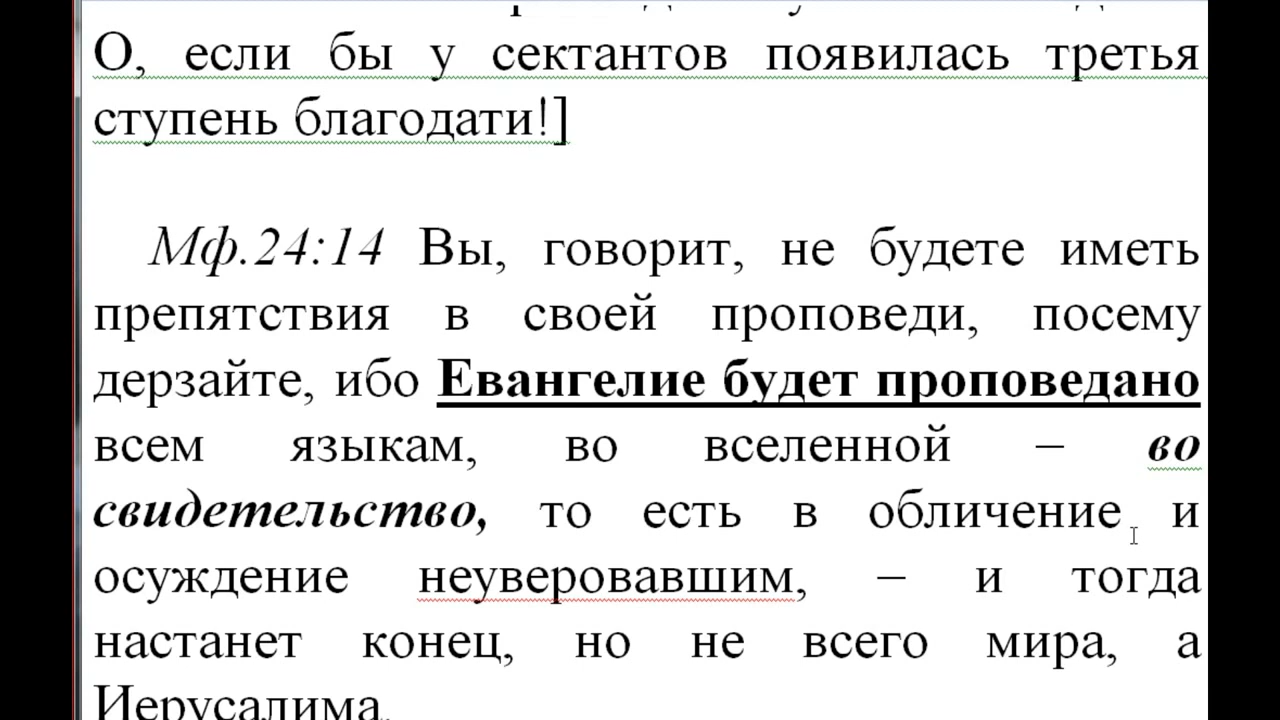 О, если бы у сектантов появилась третья
ступень благодати!]
Мф.24:14 Вы, говорит, не будете иметь
препятствия в своей проповеди, посему
дерзайте, ибо Евангелие будет проповедано
всем языкам, во вселенной – во
свидетельство, то есть в обличение и
осуждение неуверовавшим, – и тогда
настанет конец, но не всего мира, а
Иерусалима.